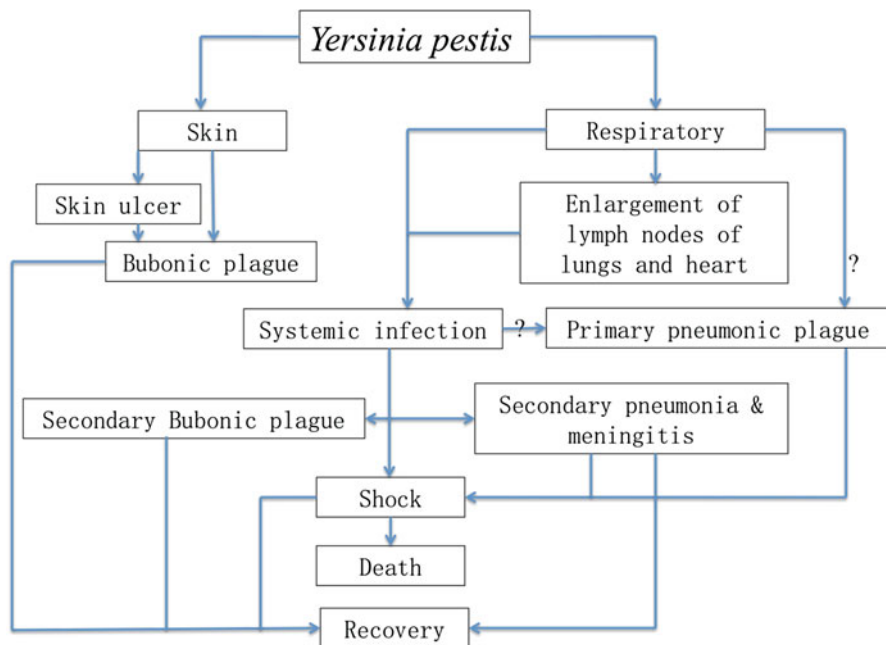 Yersinia pestis
Skin
Respiratory
Skin ulcer
Enlargement of
lymph nodes of
lungs and heart
Bubonic plague
?
Systemic infection
?
Primary pneumonic plague
Secondary Bubonic plague
Secondary pneumonia &
meningitis
Shock
Death
Recovery